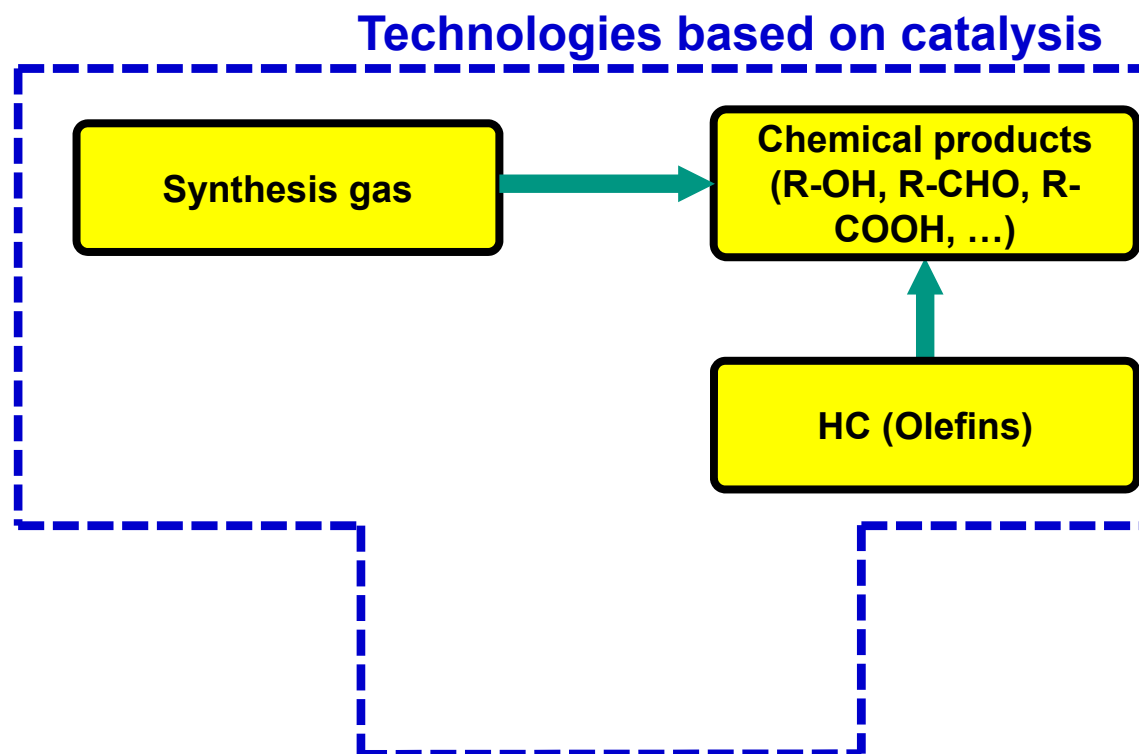 Technologies based on catalysis
Synthesis gas
Chemical products
(R-OH, R-CHO, R-
COOH, …)
HC (Olefins)